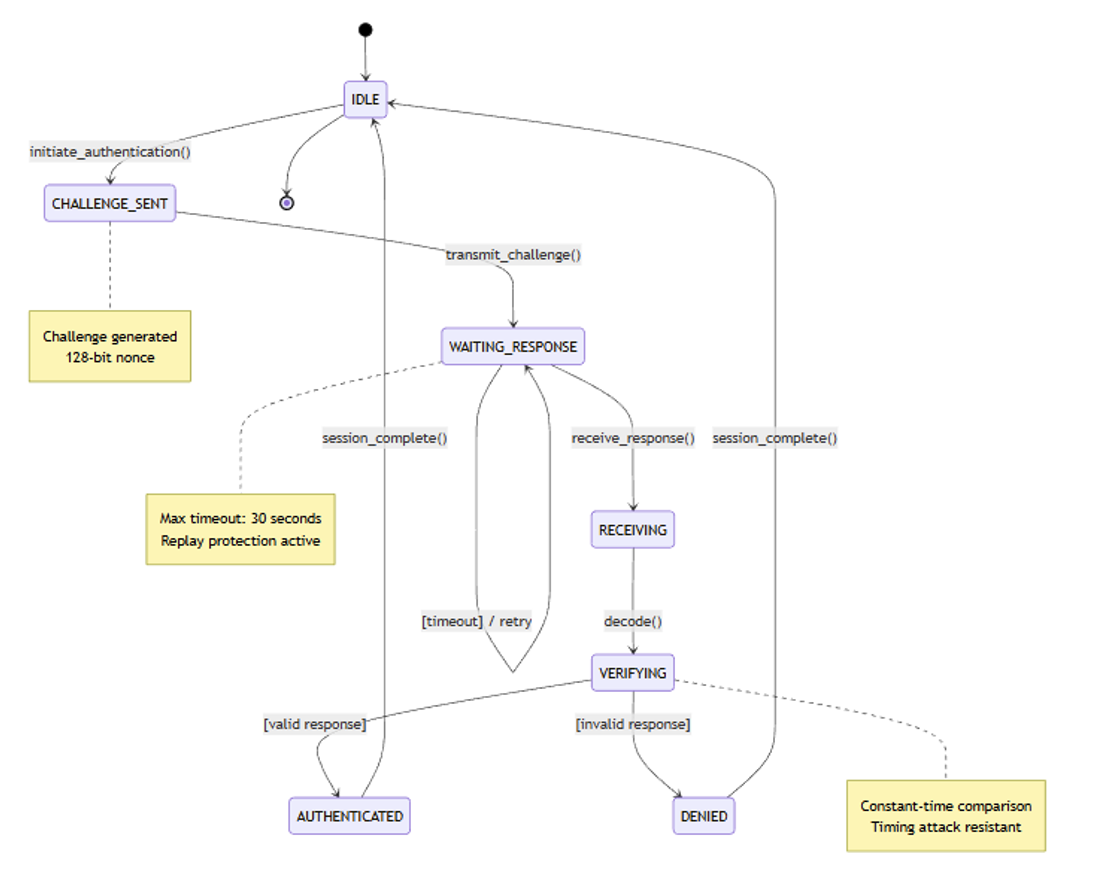 IDLE
initiate_authentication()
CHALLENGE_SENT
transmit_challenge()
Challenge generated
128-bit nonce
WAITING_RESPONSE
session_complete()
receive_response()
session_complete()
Max timeout: 30 seconds
Replay protection active
RECEIVING
[timeout] / retry
decode()
VERIFYING
[valid response]
[invalid response]
AUTHENTICATED
DENIED
Constant-time comparison
Timing attack resistant